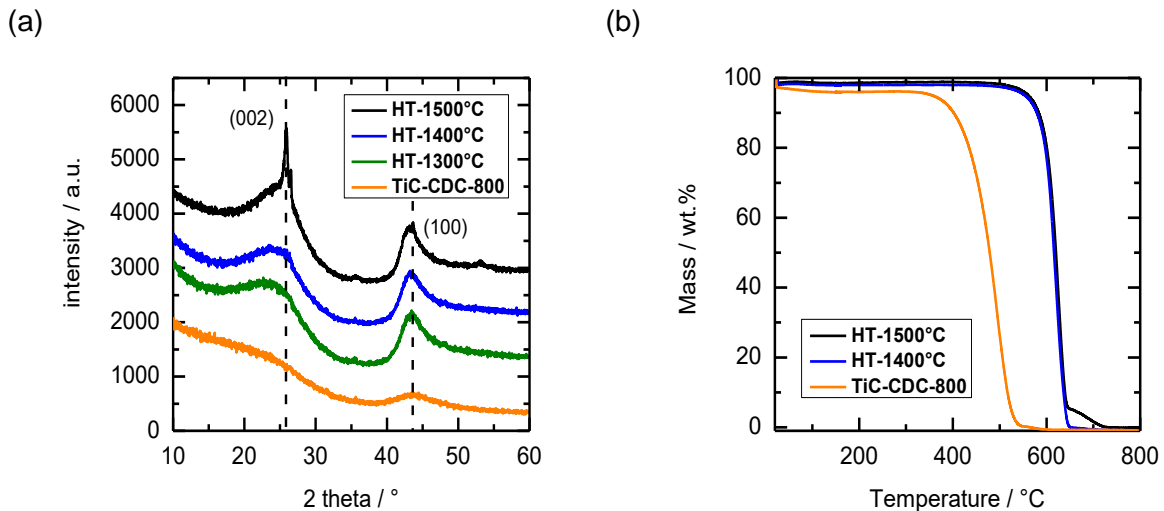 (a)
(b)
6000
5000
4000
3000
2000
1000
0
intensity / a.u.
(002)
(100)
HT-1500°C
HT-1400°C
HT-1300°C
TiC-CDC-800
10
20
30
40
50
60
2 theta / °
100
80
60
40
20
0
Mass / wt.%
HT-1500°C
HT-1400°C
TiC-CDC-800
200
400
600
800
Temperature / °C